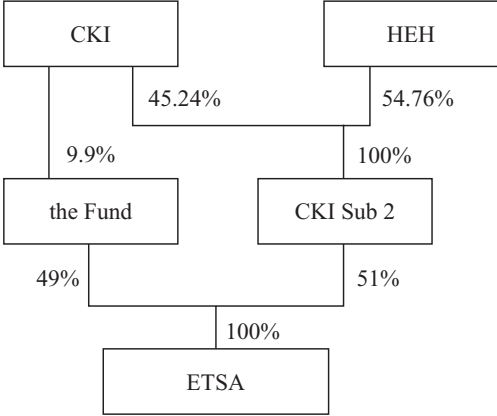 CKI
HEH
45.24%
54.76%
9.9%
100%
the Fund
CKI Sub 2
49%
51%
100%
ETSA